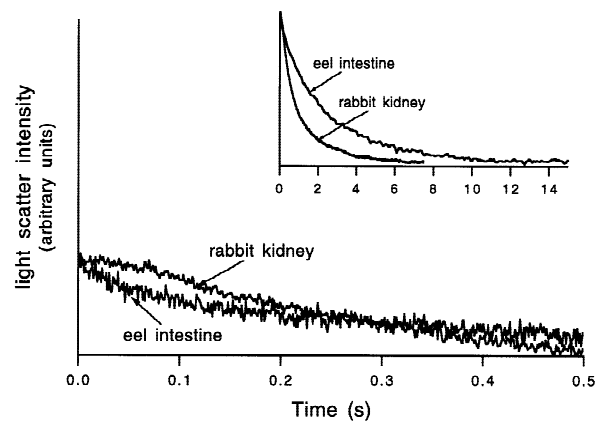 eel intestine
rabbit kidney
0 2 4 6 8 10 12 14
light scatter intensity
(arbitrary units)
rabbit kidney
eel intestine
0.0 0.1 0.2 0.3 0.4 0.5
Time (s)